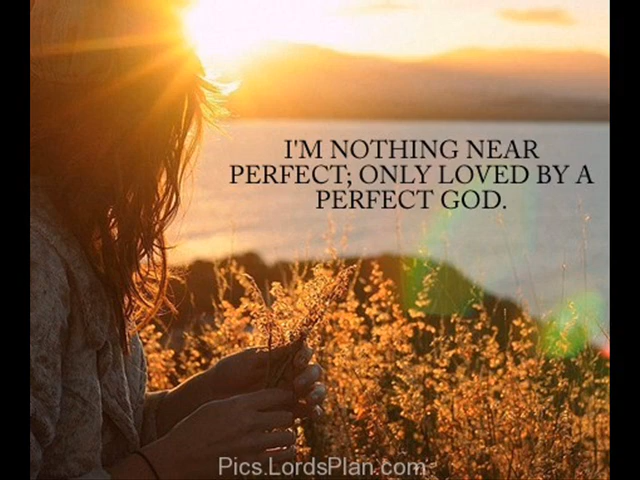 I'M NOTHING NEAR
PERFECT; ONLY LOVED BY A
PERFECT GOD.
Pics.LordsPlan.com